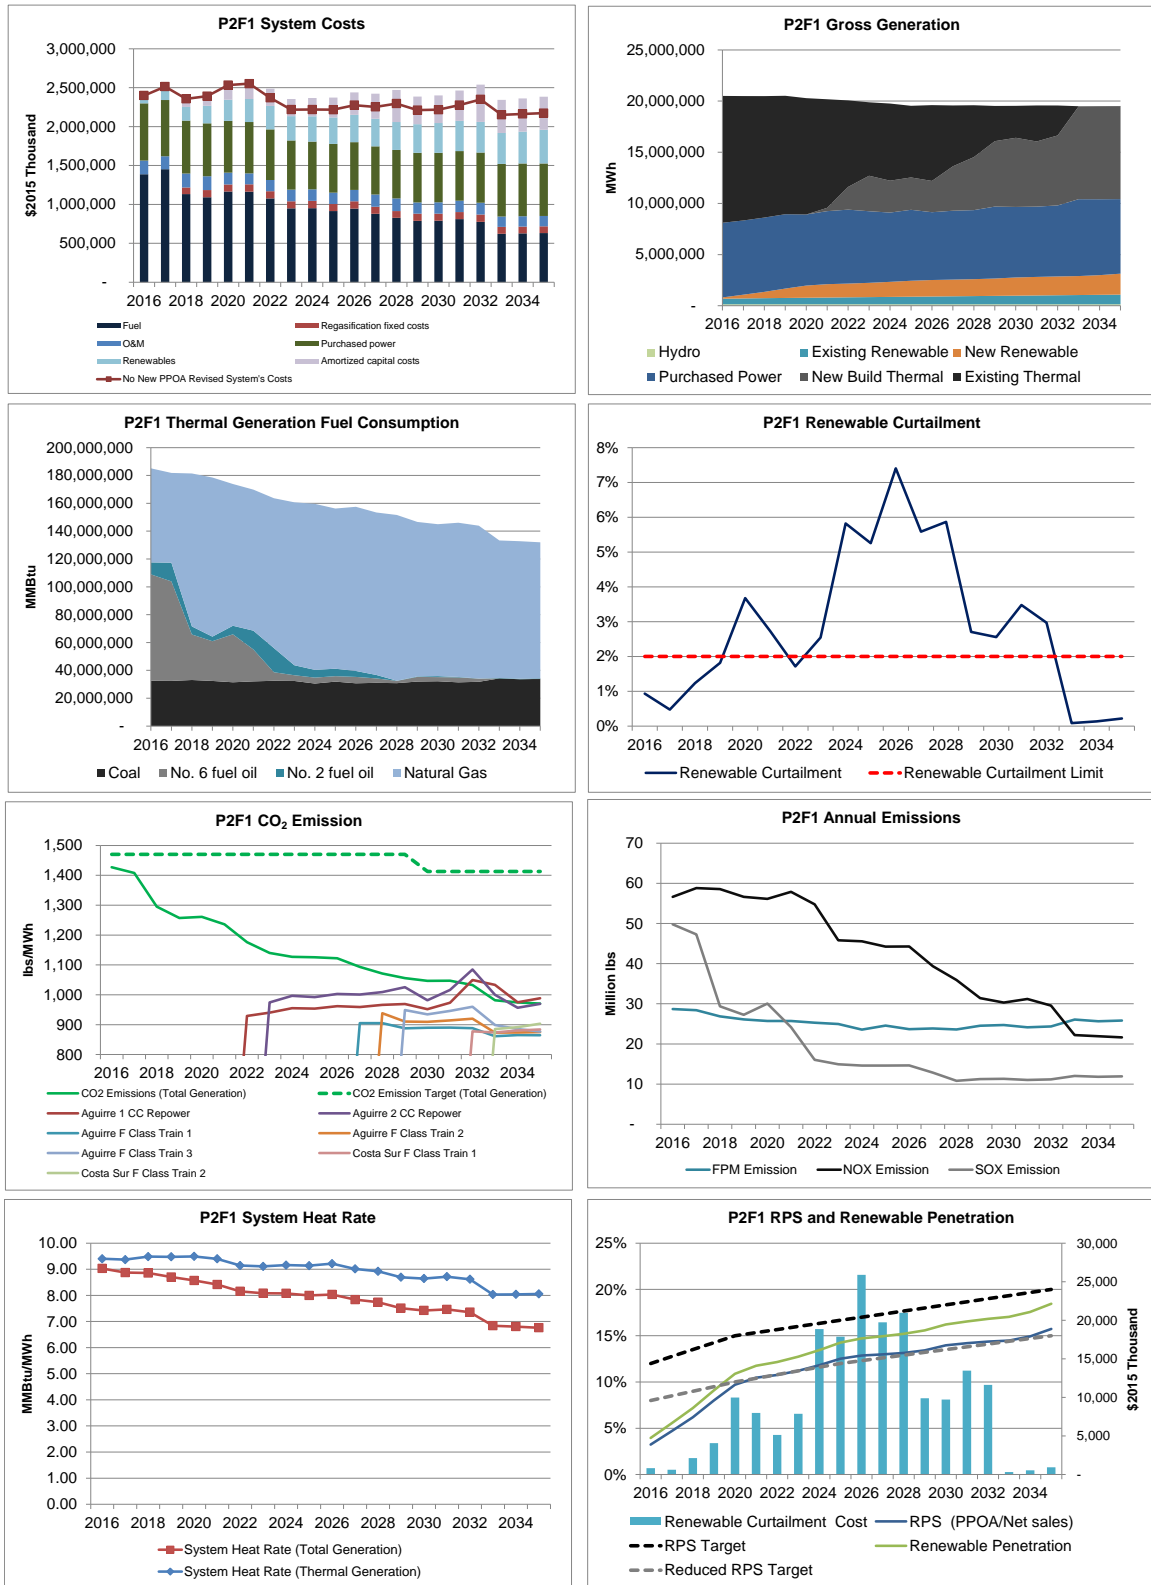 P2F1 System Costs
3,000,000
2,500,000
2,000,000
1,500,000
1,000,000
500,000
-
$2015 Thousand
2016 2018 2020 2022 2024 2026 2028 2030 2032 2034
Fuel
Regasification fixed costs
O&M
Purchased power
Renewables
Amortized capital costs
No New PPOA Revised System's Costs
P2F1 Gross Generation
25,000,000
20,000,000
15,000,000
10,000,000
5,000,000
-
MWh
2016 2018 2020 2022 2024 2026 2028 2030 2032 2034
Hydro
Existing Renewable
New Renewable
Purchased Power
New Build Thermal
Existing Thermal
P2F1 Thermal Generation Fuel Consumption
200,000,000
180,000,000
160,000,000
140,000,000
120,000,000
100,000,000
80,000,000
60,000,000
40,000,000
20,000,000
-
MMBtu
2016 2018 2020 2022 2024 2026 2028 2030 2032 2034
Coal
No. 6 fuel oil
No. 2 fuel oil
Natural Gas
P2F1 Renewable Curtailment
8%
7%
6%
5%
4%
3%
2%
1%
0%
2016 2018 2020 2022 2024 2026 2028 2030 2032 2034
Renewable Curtailment
Renewable Curtailment Limit
P2F1 CO2 Emission
1,500
1,400
1,300
1,200
1,100
1,000
900
800
lbs/MWh
2016 2018 2020 2022 2024 2026 2028 2030 2032 2034
CO2 Emissions (Total Generation)
CO2 Emission Target (Total Generation)
Aguirre 1 CC Repower
Aguirre 2 CC Repower
Aguirre F Class Train 1
Aguirre F Class Train 2
Aguirre F Class Train 3
Costa Sur F Class Train 1
Costa Sur F Class Train 2
P2F1 Annual Emissions
70
60
50
40
30
20
10
-
Million lbs
2016 2018 2020 2022 2024 2026 2028 2030 2032 2034
FPM Emission
NOX Emission
SOX Emission
P2F1 System Heat Rate
10.00
9.00
8.00
7.00
6.00
5.00
4.00
3.00
2.00
1.00
0.00
MMBtu/MWh
2016 2018 2020 2022 2024 2026 2028 2030 2032 2034
System Heat Rate (Total Generation)
System Heat Rate (Thermal Generation)
P2F1 RPS and Renewable Penetration
25%
20%
15%
10%
5%
0%
30,000
25,000
20,000
15,000
10,000
5,000
-
$2015 Thousand
2016 2018 2020 2022 2024 2026 2028 2030 2032 2034
Renewable Curtailment Cost
RPS (PPOA/Net sales)
RPS Target
Renewable Penetration
Reduced RPS Target